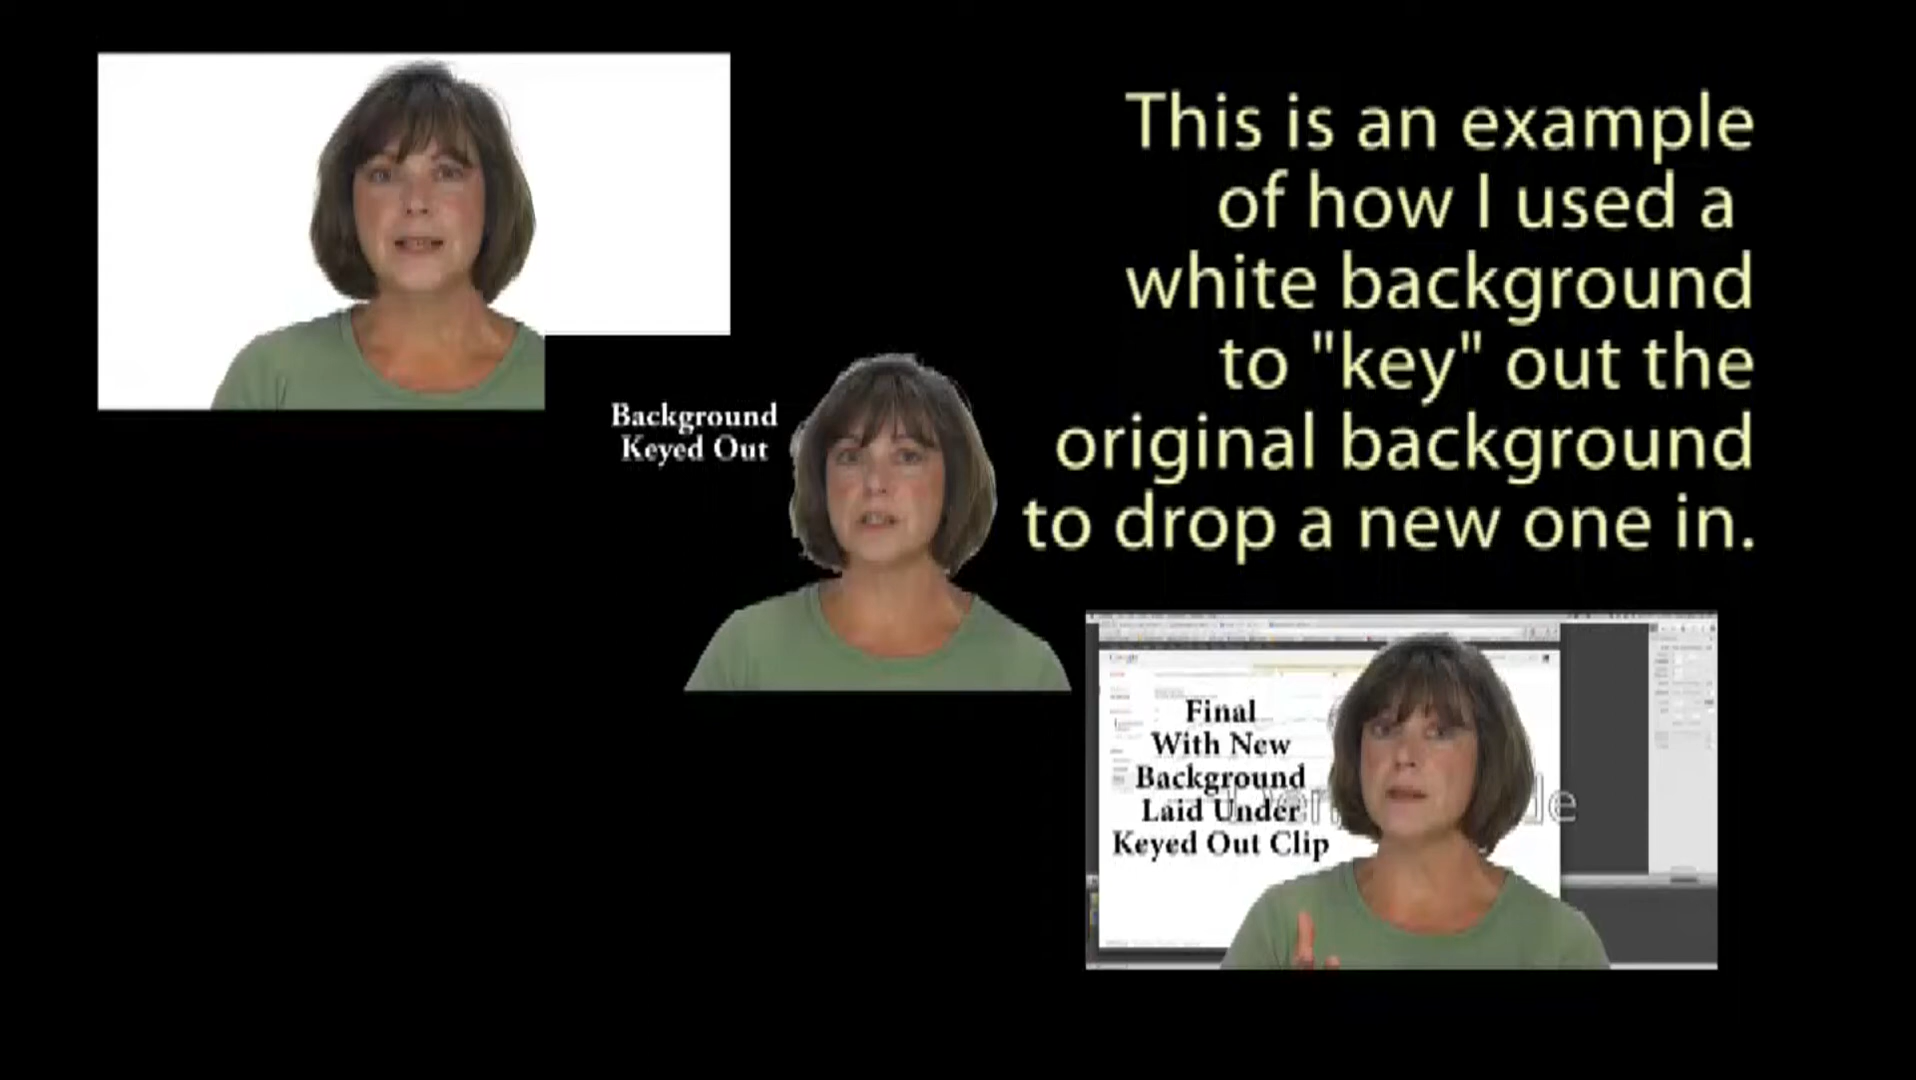 This is an example
of how I used a
white background
to "key" out the
original background
to drop a new one in.
Background
Keyed Out
Final
With New
Background
Laid Under
Keyed Out Clip